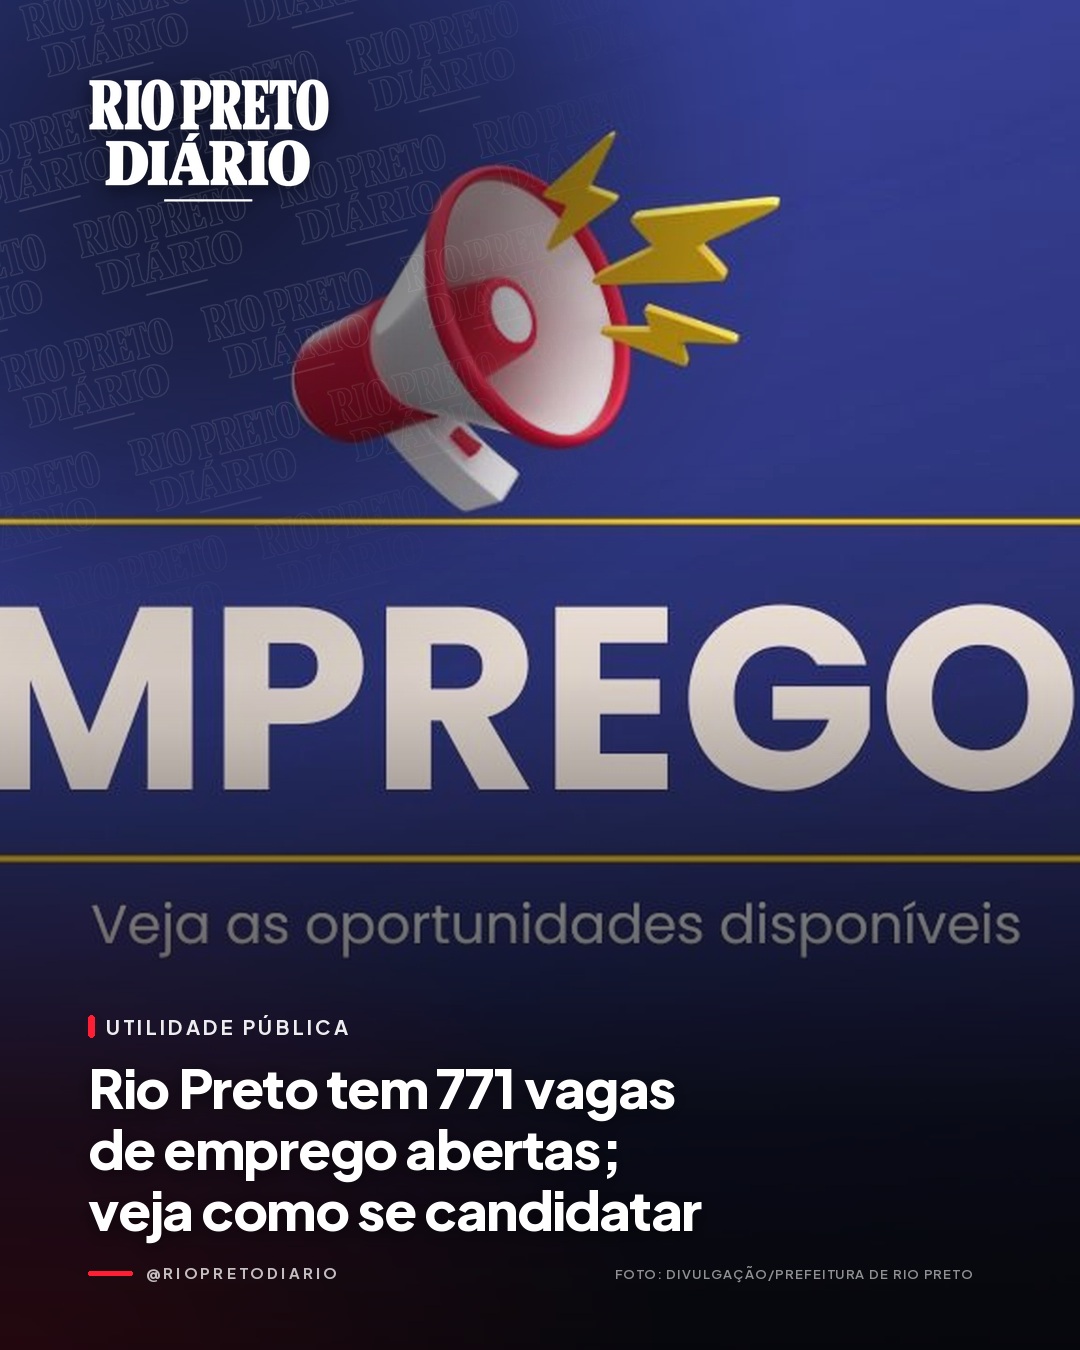 RIO PRETO
DIÁRIO
MPREGO
Veja as oportunidades disponíveis
UTILIDADE PÚBLICA
Rio Preto tem 771 vagas
de emprego abertas;
veja como se candidatar
@RIOPRETODIARIO
FOTO: DIVULGAÇÃO/PREFEITURA DE RIO PRETO